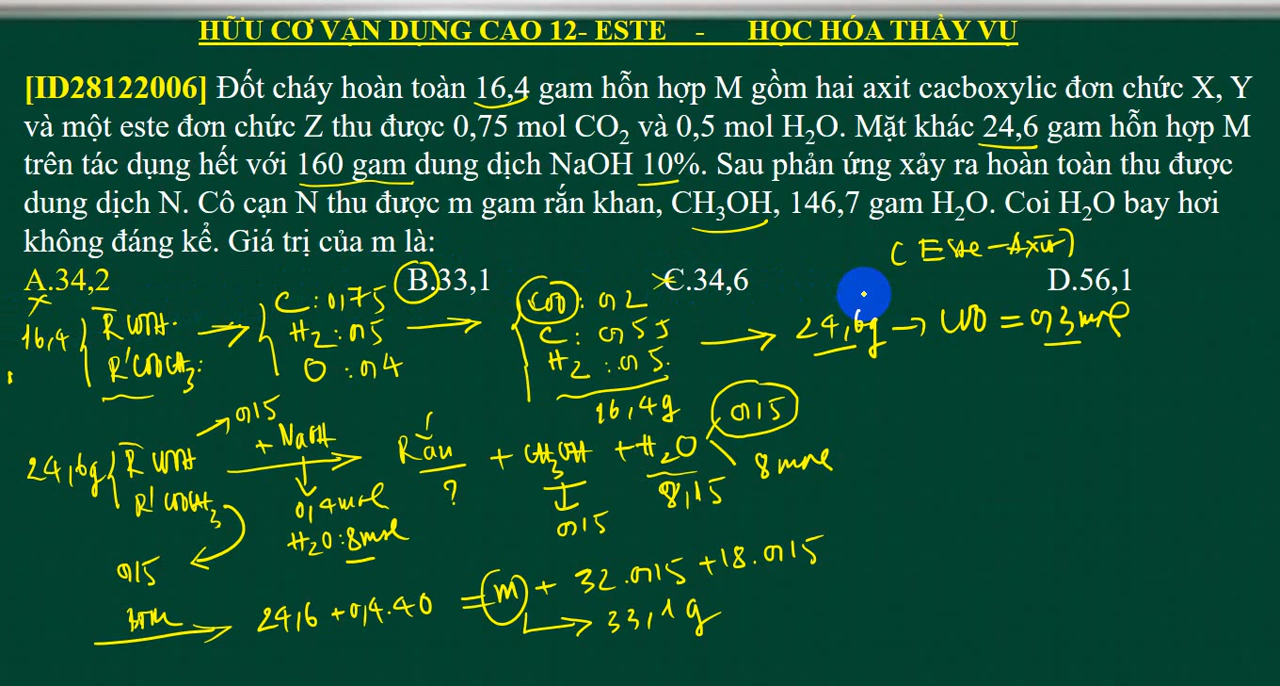 HỮU CƠ VẬN DỤNG CAO 12- ESTE - HỌC HÓA THẦY VỤ
[ID28122006] Đốt cháy hoàn toàn 16,4 gam hỗn hợp M gồm hai axit cacboxylic đơn chức X, Y
và một este đơn chức Z thu được 0,75 mol CO₂ và 0,5 mol H₂O. Mặt khác 24,6 gam hỗn hợp M
trên tác dụng hết với 160 gam dung dịch NaOH 10%. Sau phản ứng xảy ra hoàn toàn thu được
dung dịch N. Cô cạn N thu được m gam rắn khan, CH₃OH, 146,7 gam H₂O. Coi H₂O bay hơi
không đáng kể. Giá trị của m là:
(Este - Axit)
A.34,2 B.33,1 C.34,6 D.56,1
16,4 { R̄COOH. → { C: 0,75 → { COO: 0,2 → 24,6g → COO = 0,3 mol
R'COOCH₃: H₂: 0,5 C: 0,55
O: 0,4 H₂: 0,5.
16,4g
0,15 + NaOH Rắn + CH₃OH + H₂O 0,15
24,6g { R̄COOH ? 0,15 8,15 8 mol
R'COOCH₃ 0,4 mol
H₂O: 8 mol
0,15
→ 24,6 + 0,4.40 = m + 32.0,15 + 18.0,15
→ 33,1g